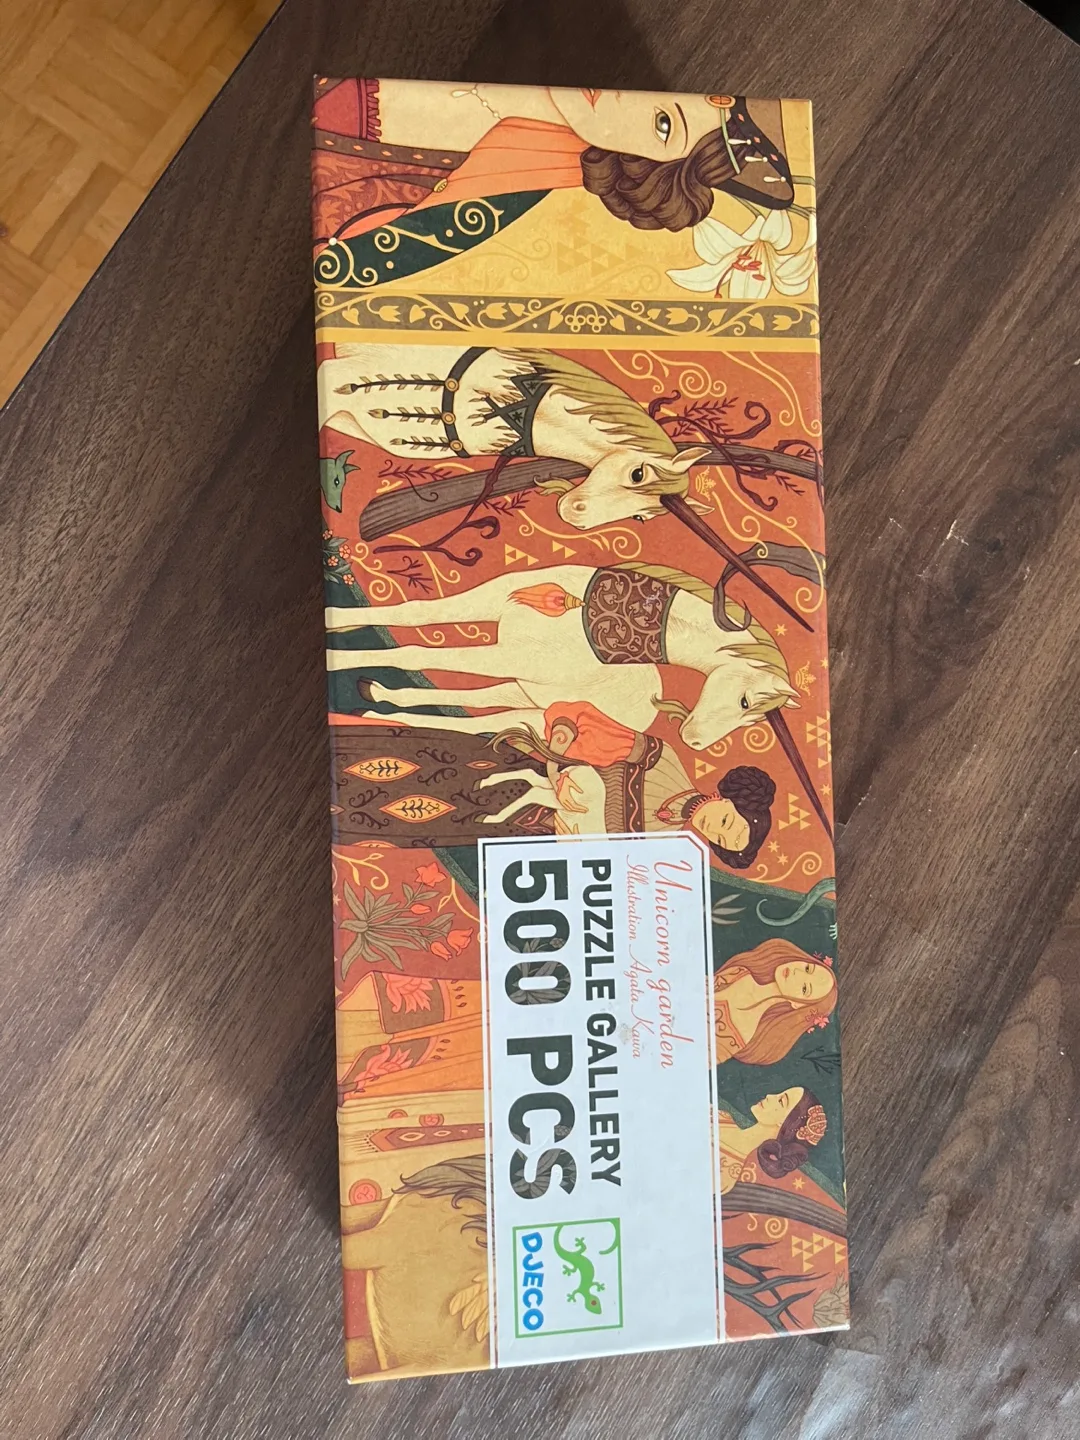 Unicorn garden
Illustration Agata Kawa
PUZZLE GALLERY
500 PCS
DJECO